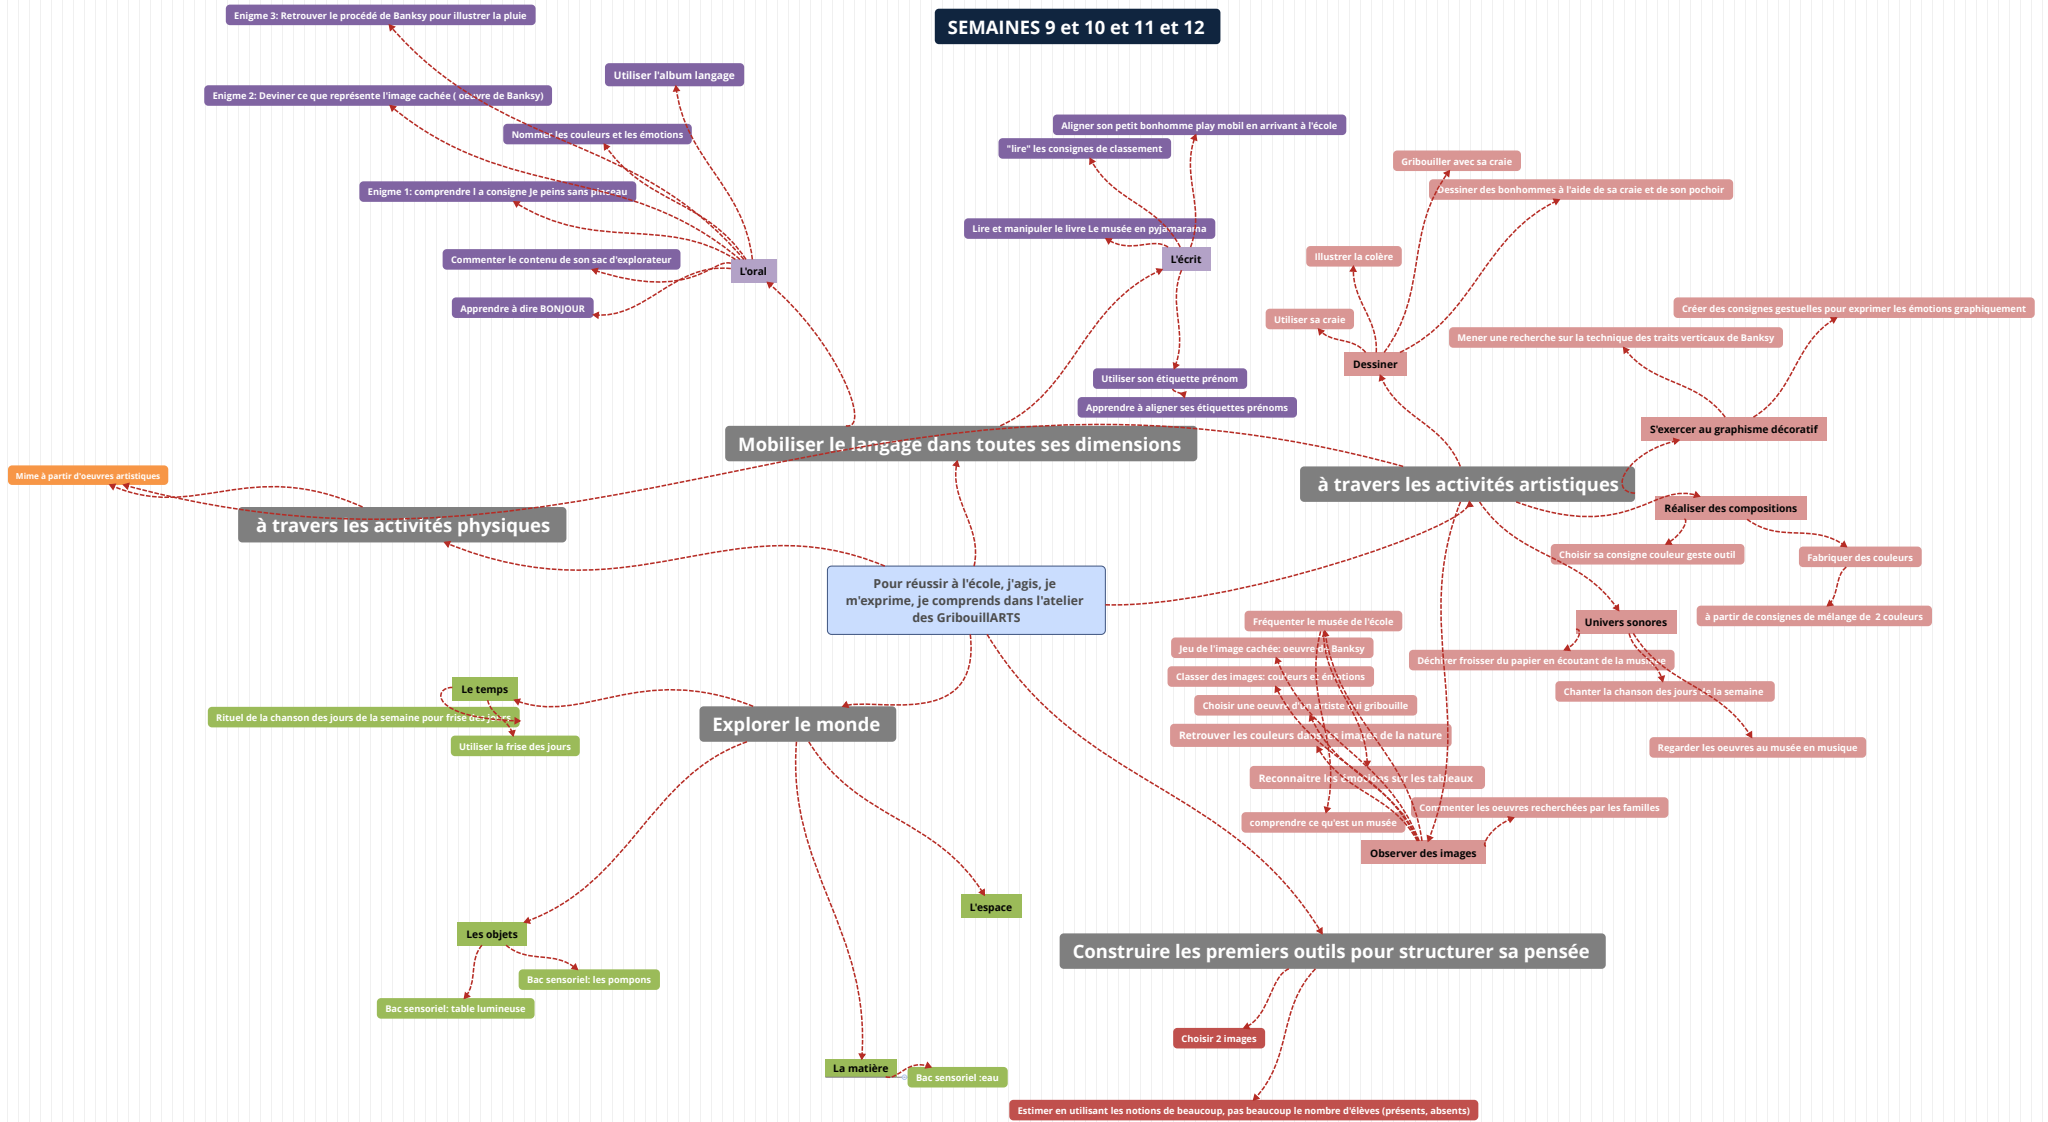 SEMAINES 9 et 10 et 11 et 12
Enigme 3: Retrouver le procédé de Banksy pour illustrer la pluie
Utiliser l'album langage
Enigme 2: Deviner ce que représente l'image cachée ( oeuvre de Banksy)
Nommer les couleurs et les émotions
Enigme 1: comprendre l a consigne Je peins sans pinceau
Commenter le contenu de son sac d'explorateur
L'oral
Apprendre à dire BONJOUR
Aligner son petit bonhomme play mobil en arrivant à l'école
"lire" les consignes de classement
Lire et manipuler le livre Le musée en pyjamarama
L'écrit
Utiliser son étiquette prénom
Apprendre à aligner ses étiquettes prénoms
Mobiliser le langage dans toutes ses dimensions
Gribouiller avec sa craie
Dessiner des bonhommes à l'aide de sa craie et de son pochoir
Illustrer la colère
Utiliser sa craie
Dessiner
Créer des consignes gestuelles pour exprimer les émotions graphiquement
Mener une recherche sur la technique des traits verticaux de Banksy
S'exercer au graphisme décoratif
à travers les activités artistiques
Réaliser des compositions
Choisir sa consigne couleur geste outil
Fabriquer des couleurs
à partir de consignes de mélange de  2 couleurs
Univers sonores
Déchirer froisser du papier en écoutant de la musique
Chanter la chanson des jours de la semaine
Regarder les oeuvres au musée en musique
Mime à partir d'oeuvres artistiques
à travers les activités physiques
Pour réussir à l'école, j'agis, je
m'exprime, je comprends dans l'atelier
des GribouillARTS
Fréquenter le musée de l'école
Jeu de l'image cachée: oeuvre de Banksy
Classer des images: couleurs et émotions
Choisir une oeuvre d'un artiste qui gribouille
Retrouver les couleurs dans les images de la nature
Reconnaitre les émotions sur les tableaux
Commenter les oeuvres recherchées par les familles
comprendre ce qu'est un musée
Observer des images
Le temps
Rituel de la chanson des jours de la semaine pour frise des jours
Utiliser la frise des jours
Explorer le monde
L'espace
Les objets
Bac sensoriel: les pompons
Bac sensoriel: table lumineuse
La matière
Bac sensoriel :eau
Construire les premiers outils pour structurer sa pensée
Choisir 2 images
Estimer en utilisant les notions de beaucoup, pas beaucoup le nombre d'élèves (présents, absents)